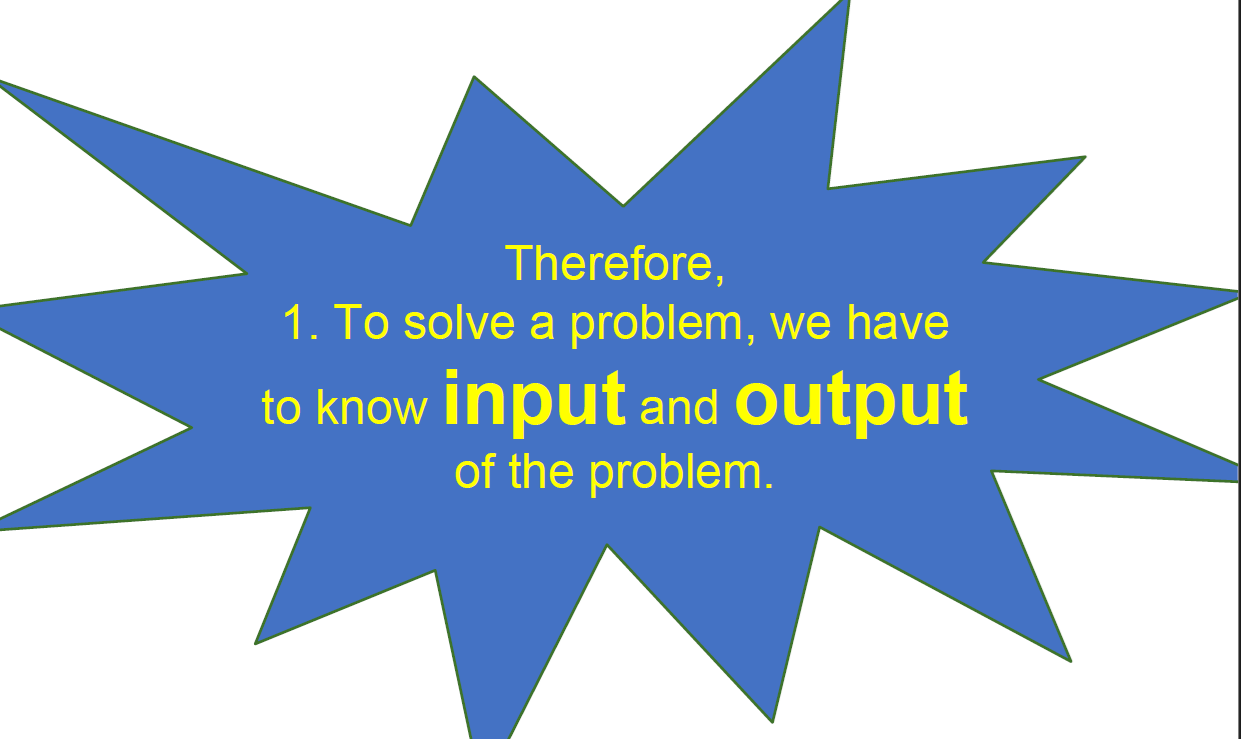 Therefore,
1. To solve a problem, we have
to know input and output
of the problem.